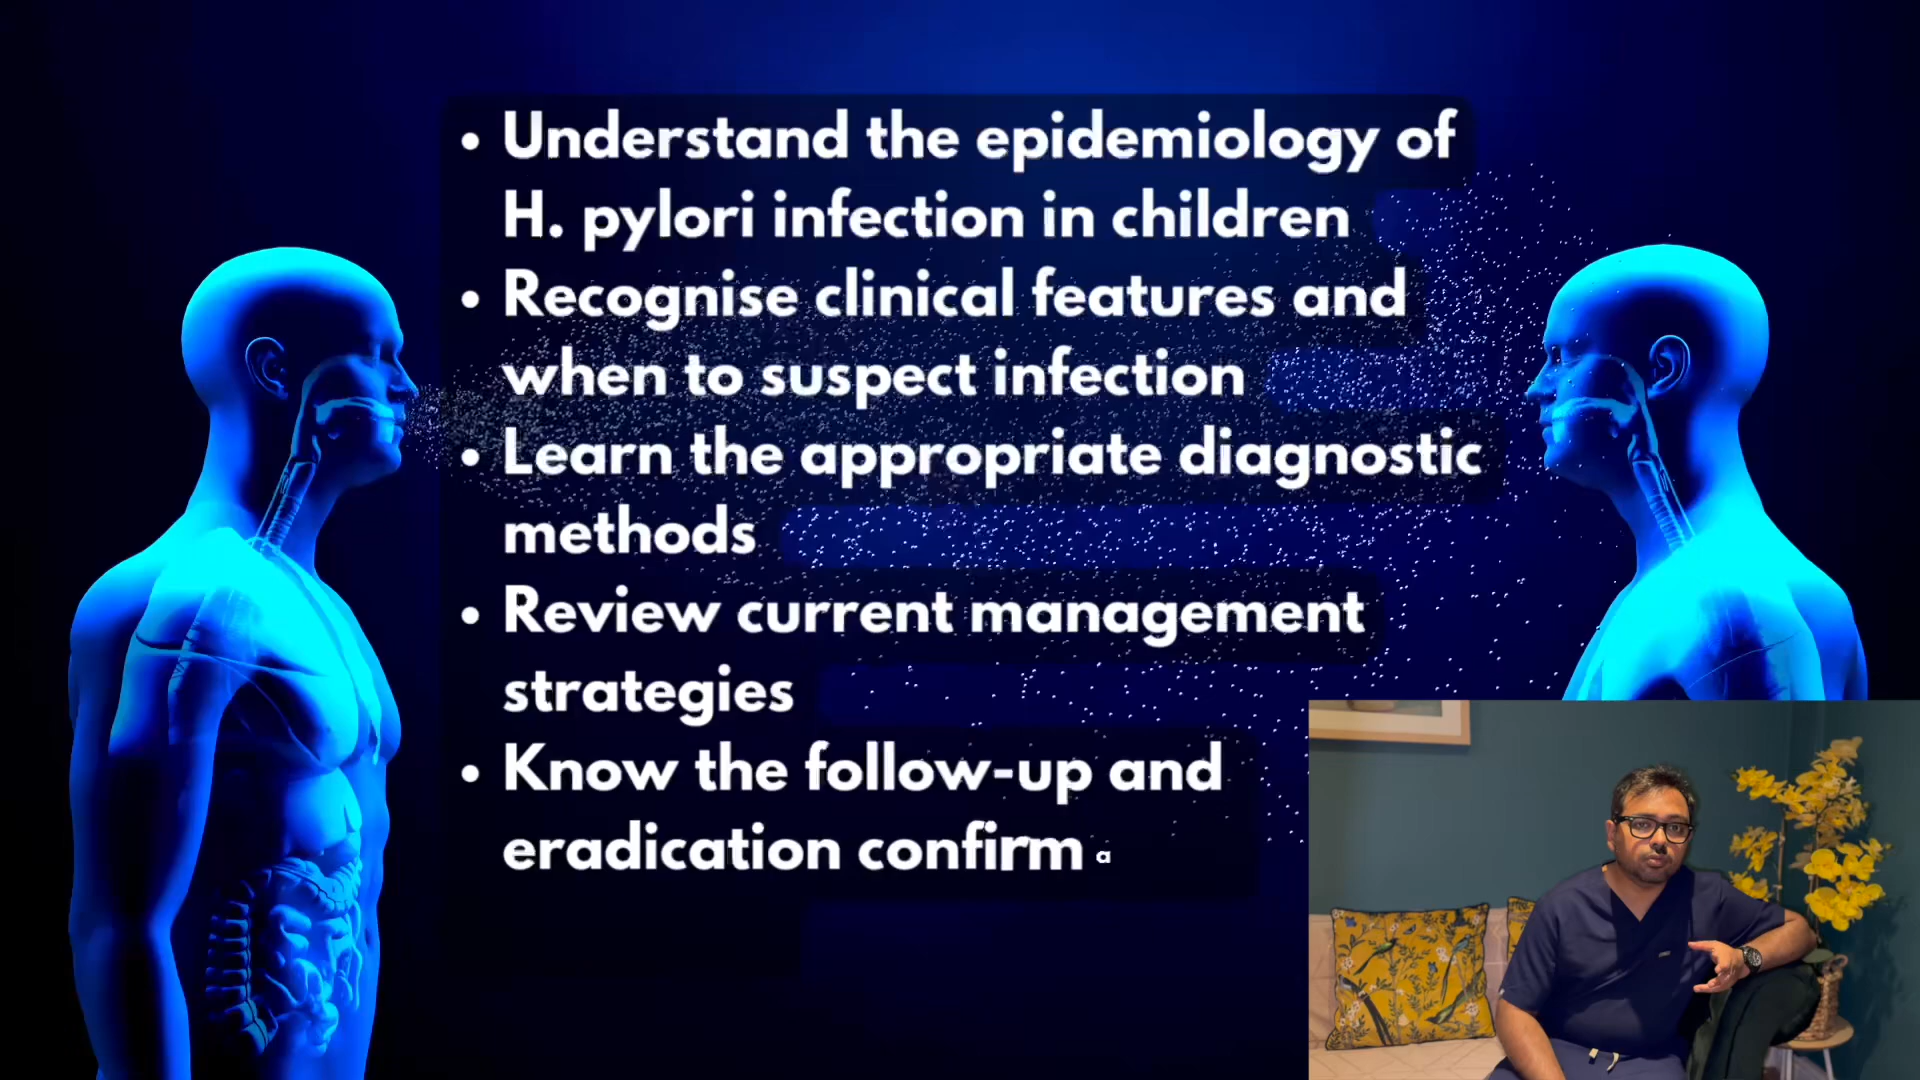 • Understand the epidemiology of
H. pylori infection in children
• Recognise clinical features and
when to suspect infection
• Learn the appropriate diagnostic
methods
• Review current management
strategies
• Know the follow-up and
eradication confirma